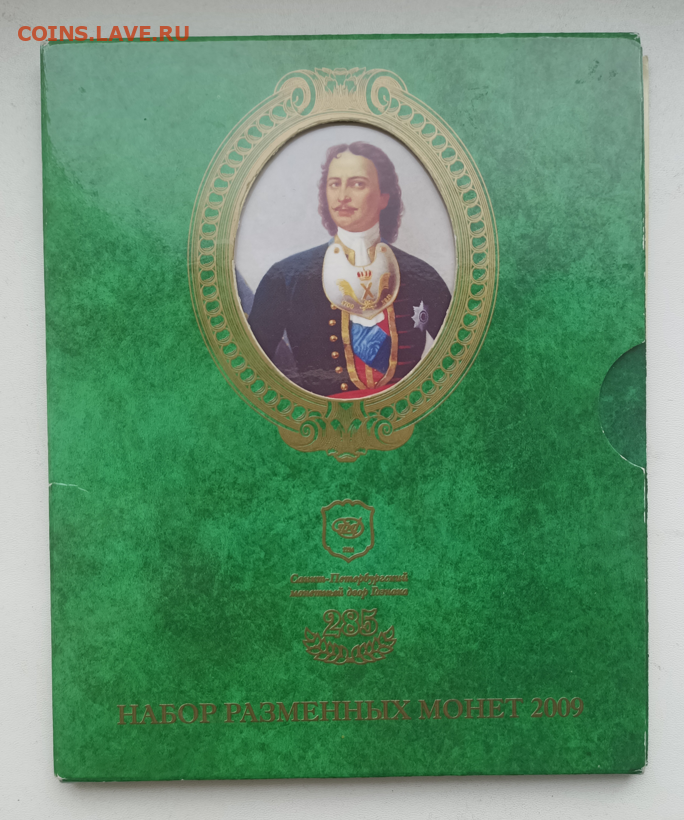 COINS.LAVE.RU
Санкт-Петербургский
монетный двор Гознака
285
НАБОР РАЗМЕННЫХ МОНЕТ 2009